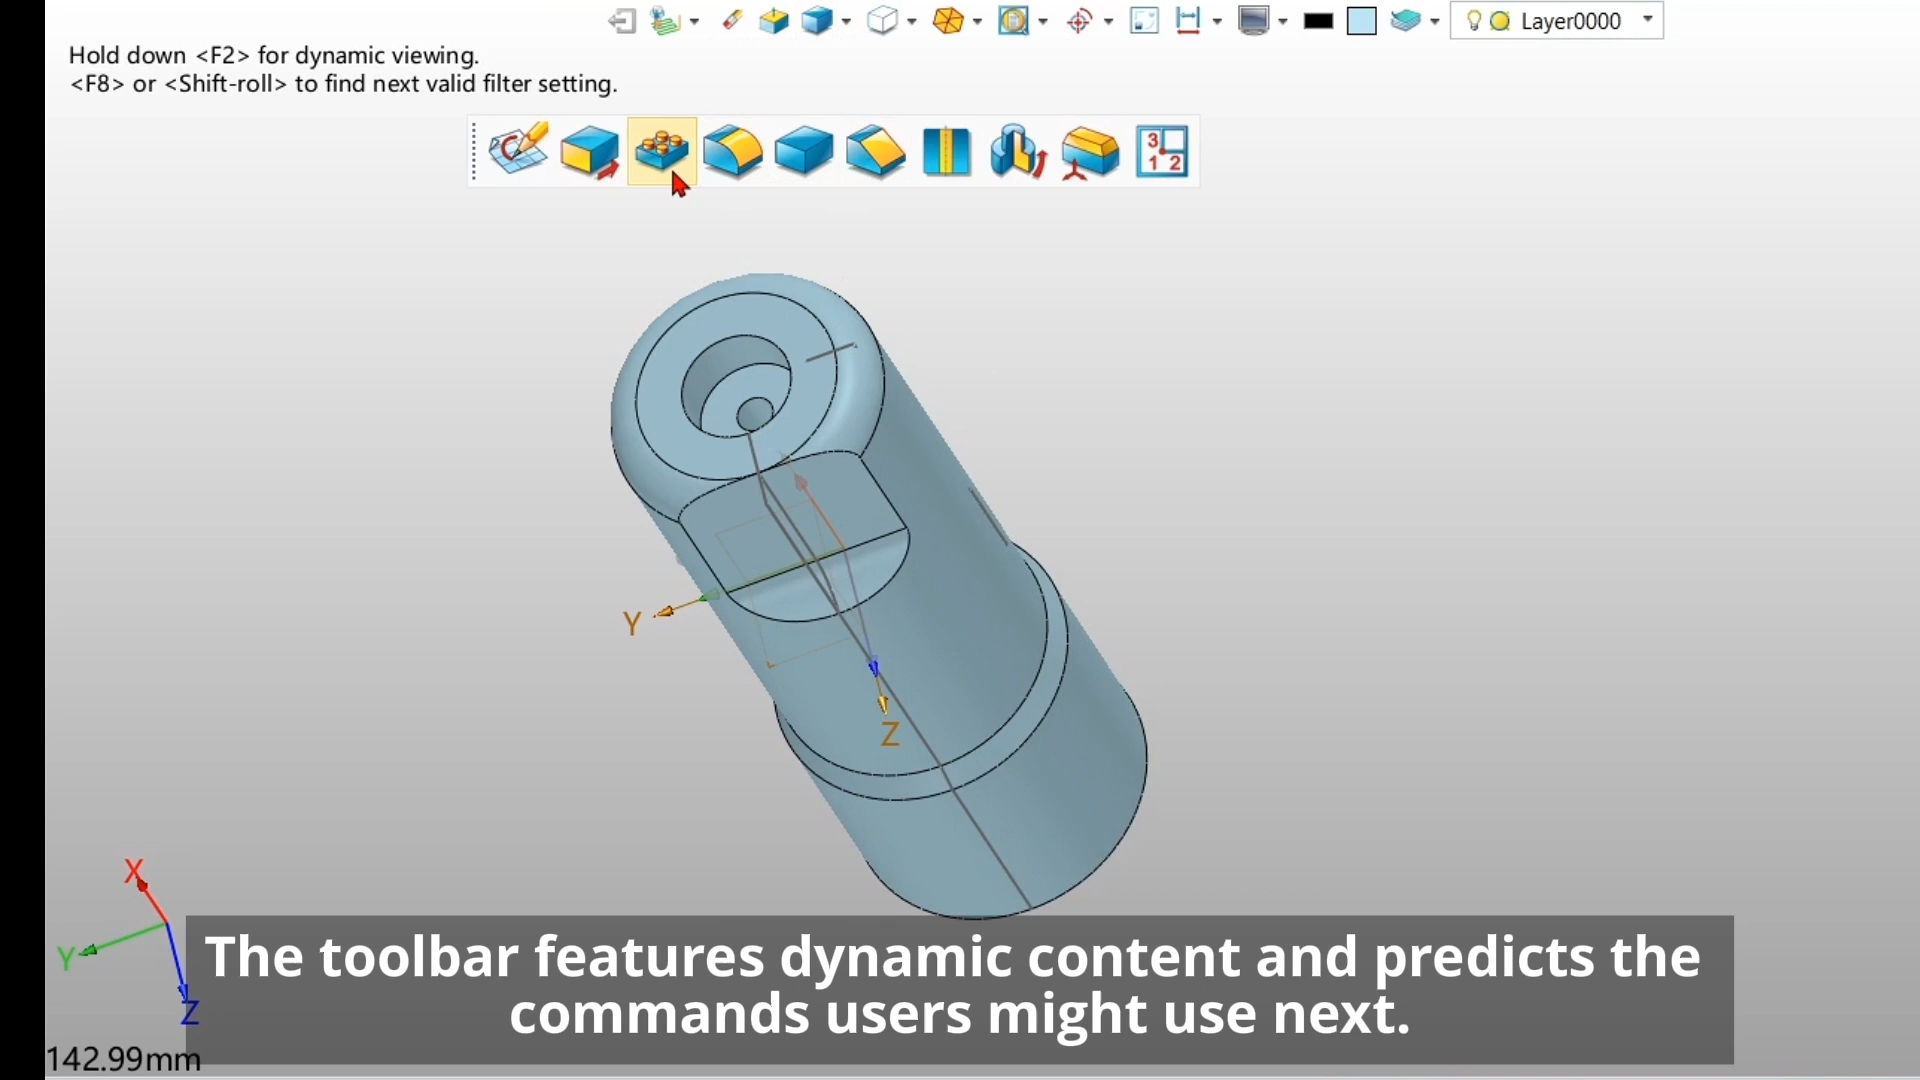 Layer0000
Hold down <F2> for dynamic viewing.
<F8> or <Shift-roll> to find next valid filter setting.
3
1 2
Y
Z
X
Y
Z
The toolbar features dynamic content and predicts the
commands users might use next.
142.99mm